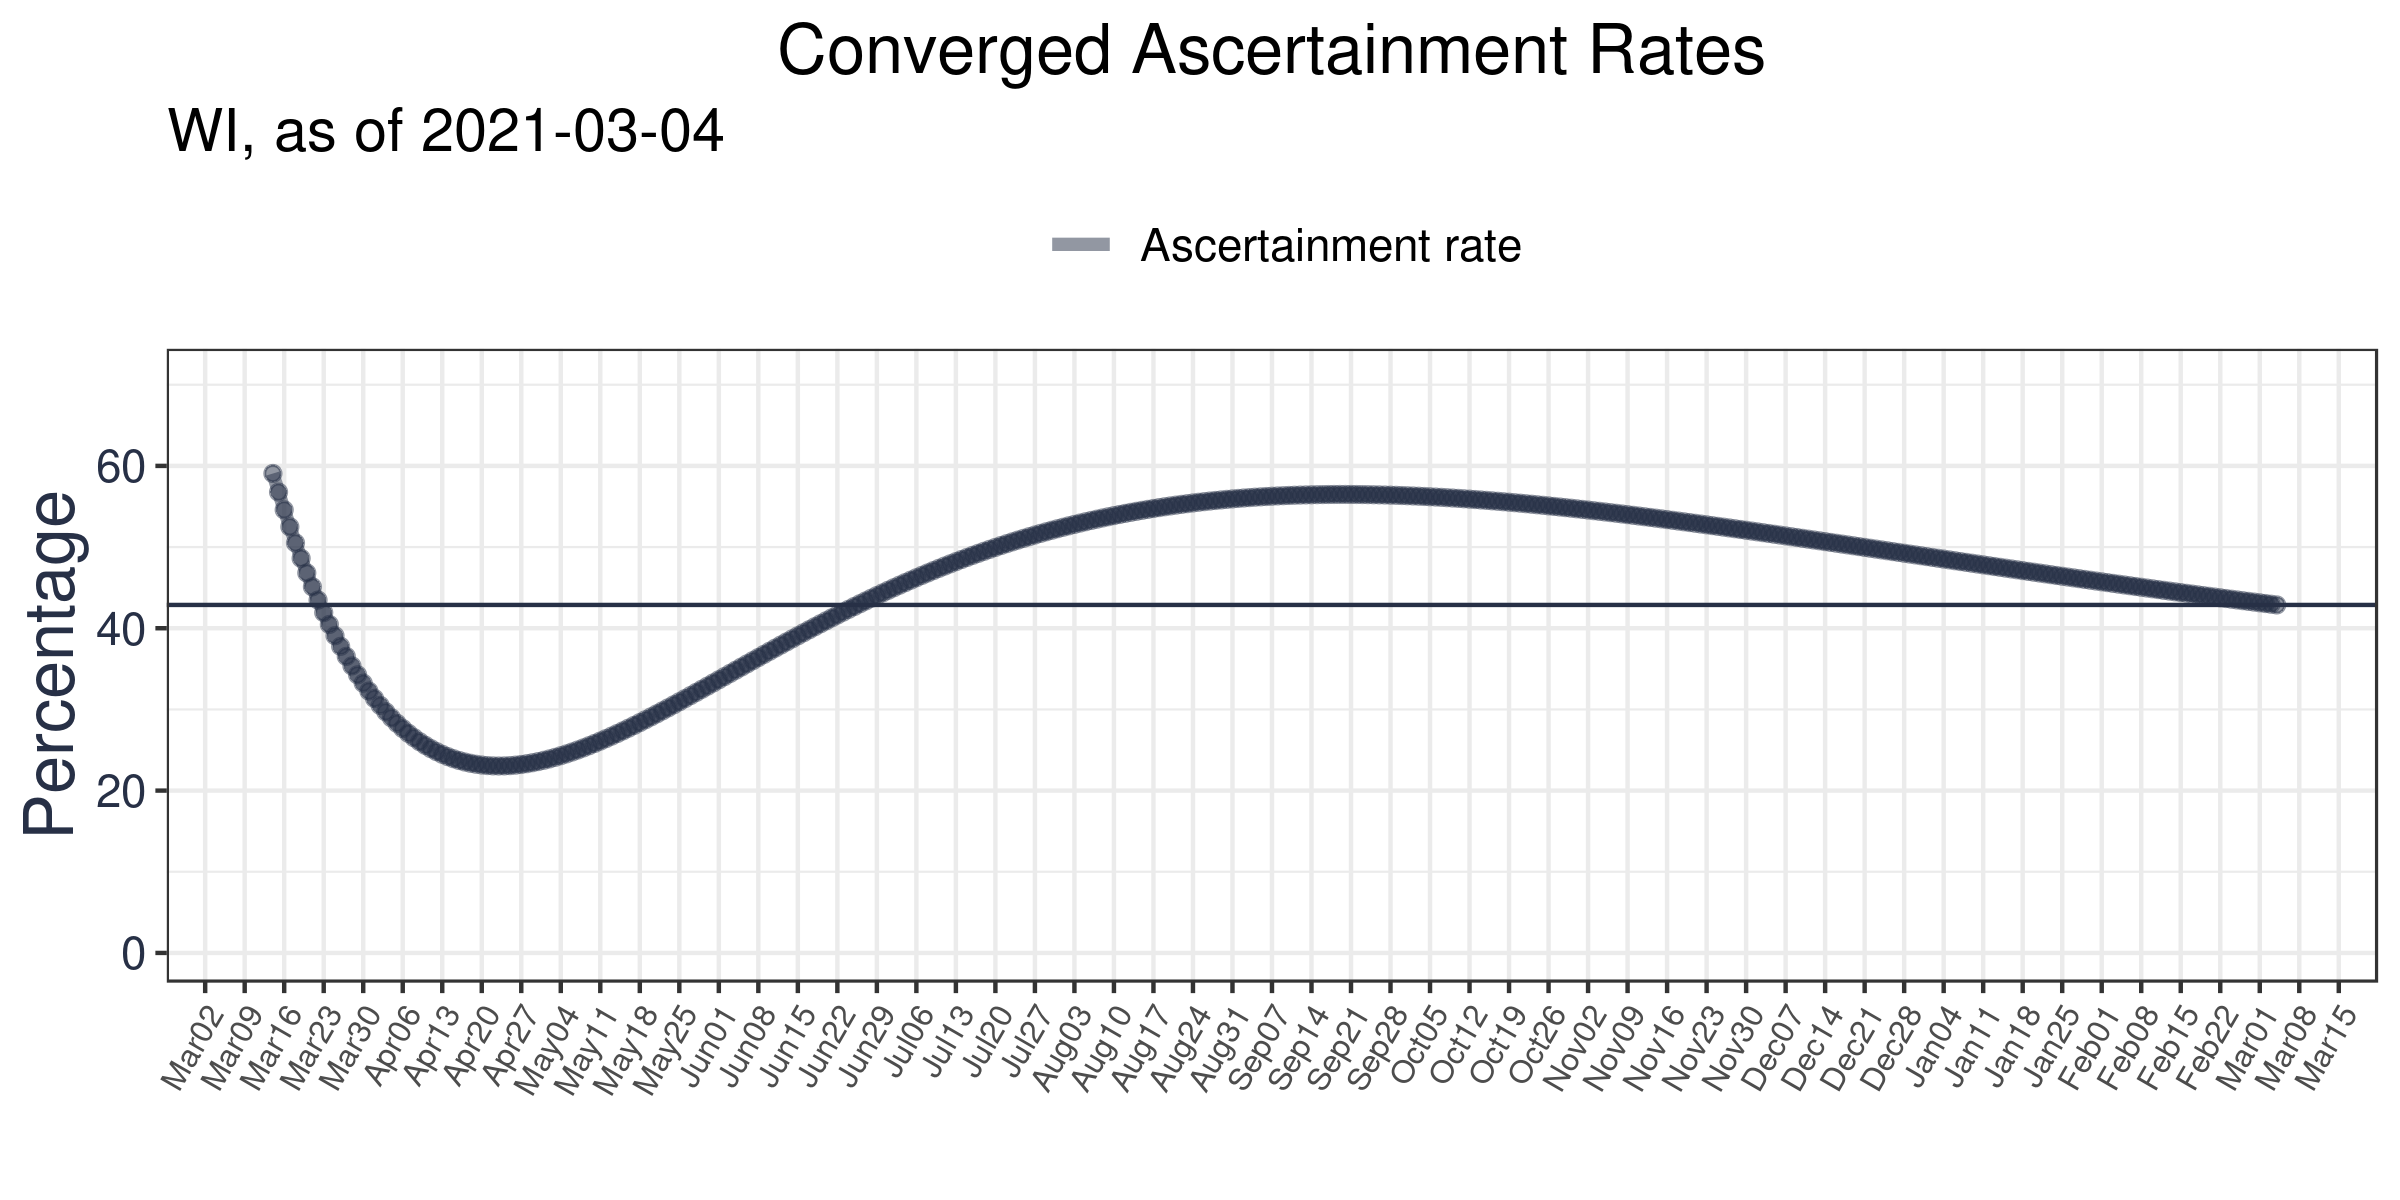 Converged Ascertainment Rates
WI, as of 2021-03-04
Ascertainment rate
Percentage
60
40
20
0
Mar02
Mar09
Mar16
Mar23
Mar30
Apr06
Apr13
Apr20
Apr27
May04
May11
May18
May25
Jun01
Jun08
Jun15
Jun22
Jun29
Jul06
Jul13
Jul20
Jul27
Aug03
Aug10
Aug17
Aug24
Aug31
Sep07
Sep14
Sep21
Sep28
Oct05
Oct12
Oct19
Oct26
Nov02
Nov09
Nov16
Nov23
Nov30
Dec07
Dec14
Dec21
Dec28
Jan04
Jan11
Jan18
Jan25
Feb01
Feb08
Feb15
Feb22
Mar01
Mar08
Mar15